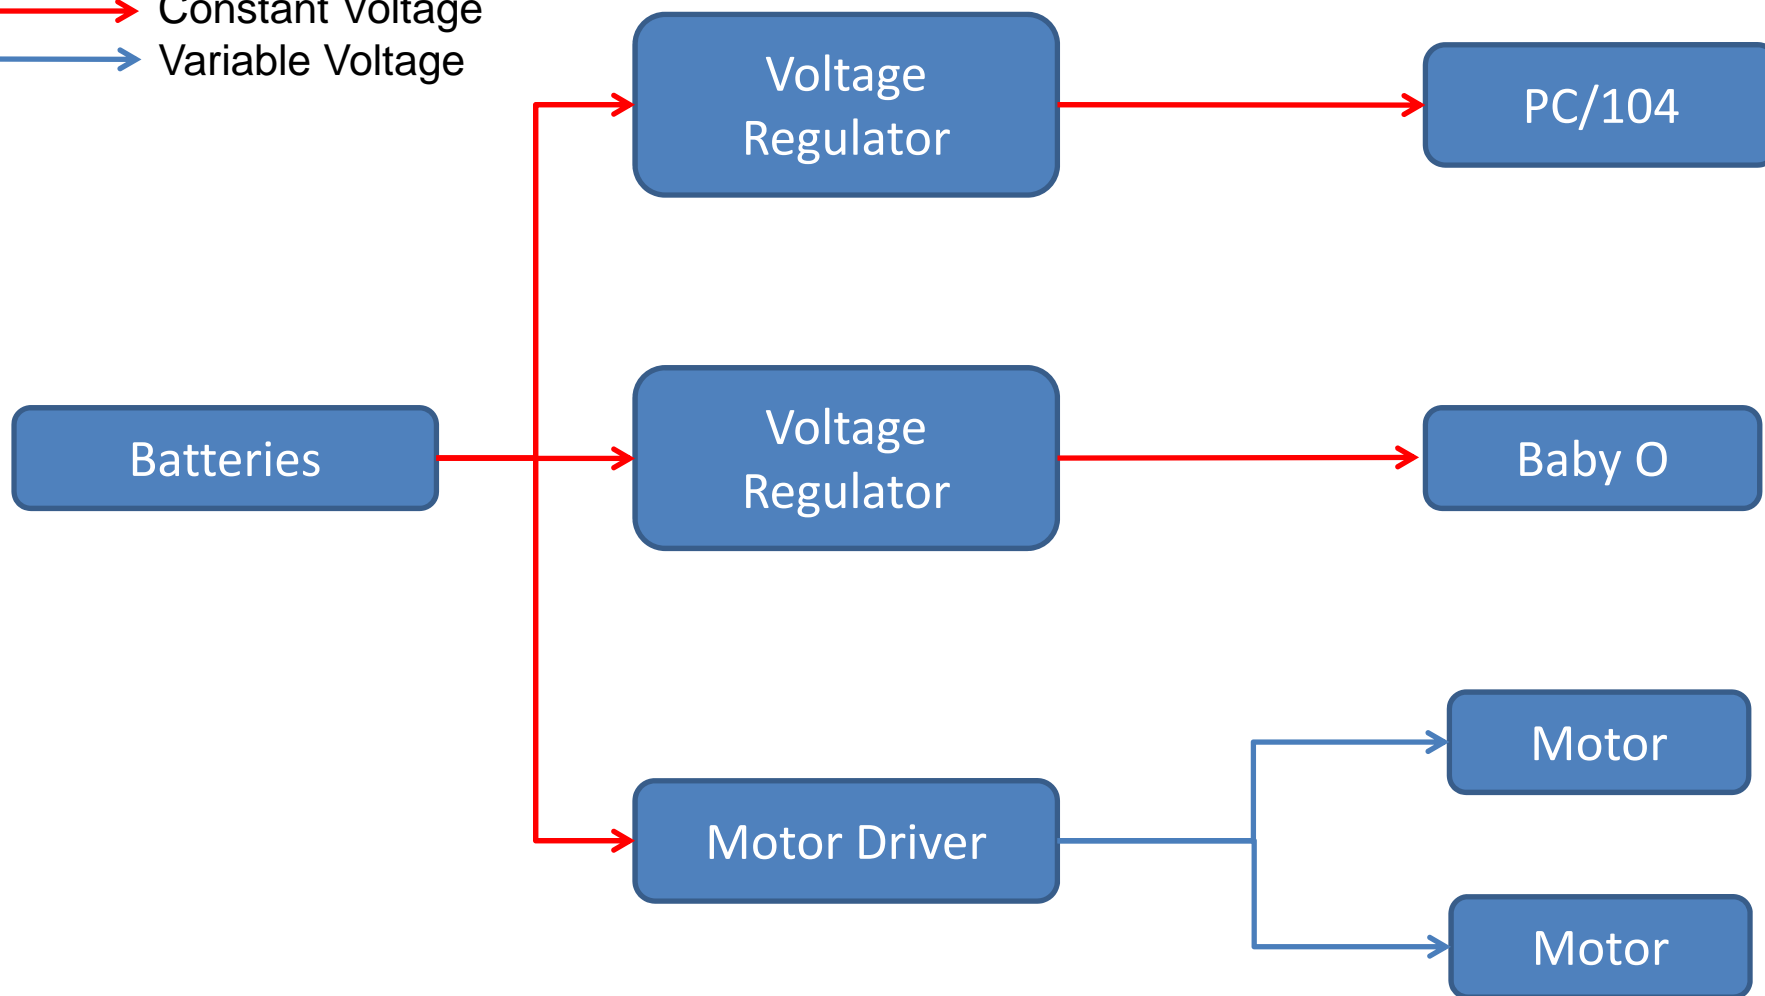 Constant Voltage
Variable Voltage
Voltage
Regulator
PC/104
Batteries
Voltage
Regulator
Baby O
Motor Driver
Motor
Motor